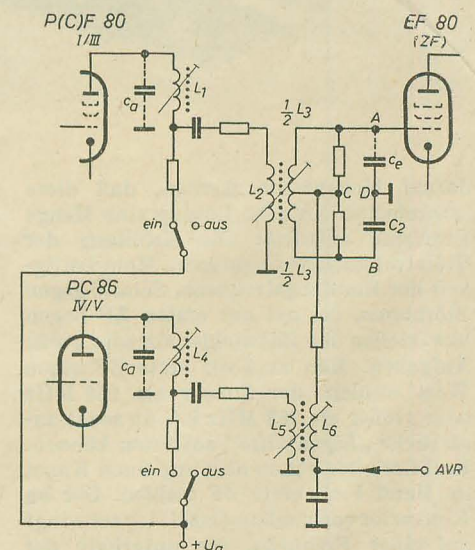 P(C)F 80
I/III
EF 80
(ZF)
cₐ
L₁
½ L₃
A
L₂
C
D
cₑ
C₂
ein
aus
½ L₃
B
PC 86
IV/V
cₐ
L₄
ein
aus
L₅
L₆
AVR
+Uₐ